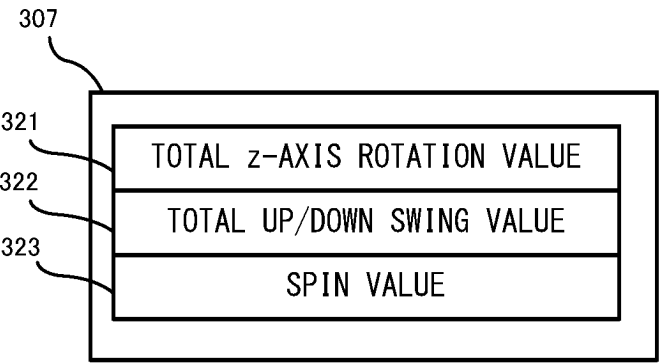 307
321
TOTAL z-AXIS ROTATION VALUE
322
TOTAL UP/DOWN SWING VALUE
323
SPIN VALUE